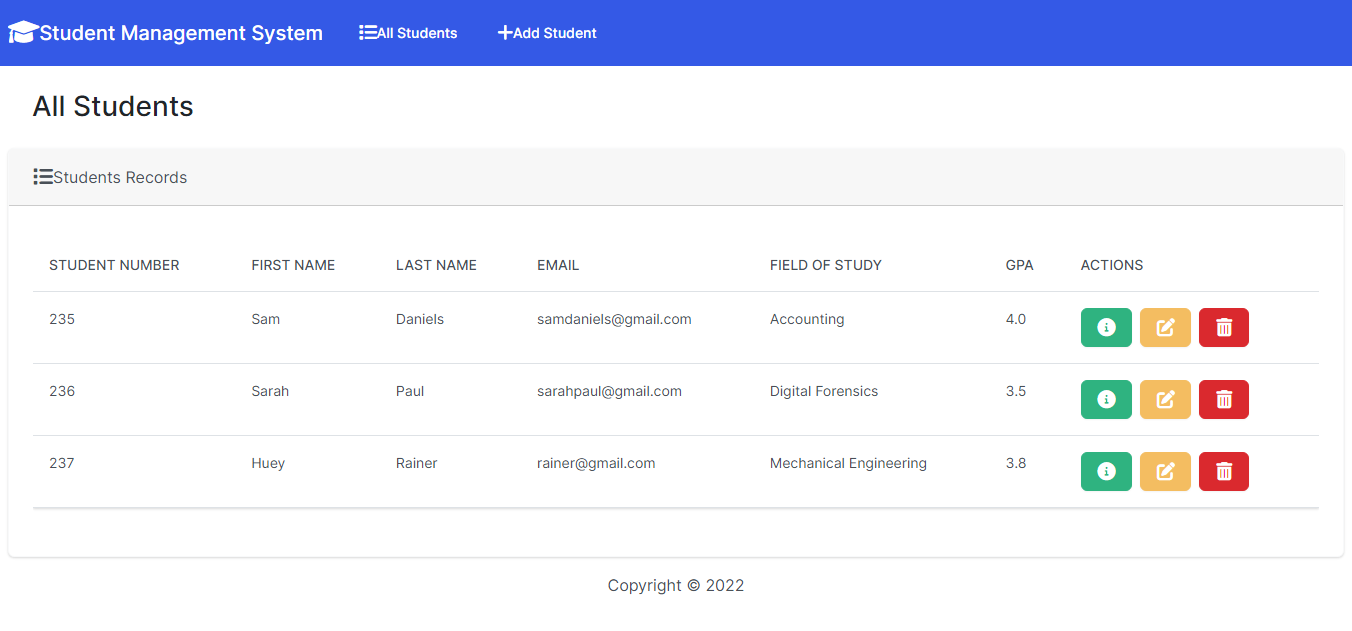 Student Management System All Students Add Student
All Students
Students Records
STUDENT NUMBER FIRST NAME LAST NAME EMAIL FIELD OF STUDY GPA ACTIONS
235 Sam Daniels samdaniels@gmail.com Accounting 4.0
236 Sarah Paul sarahpaul@gmail.com Digital Forensics 3.5
237 Huey Rainer rainer@gmail.com Mechanical Engineering 3.8
Copyright © 2022